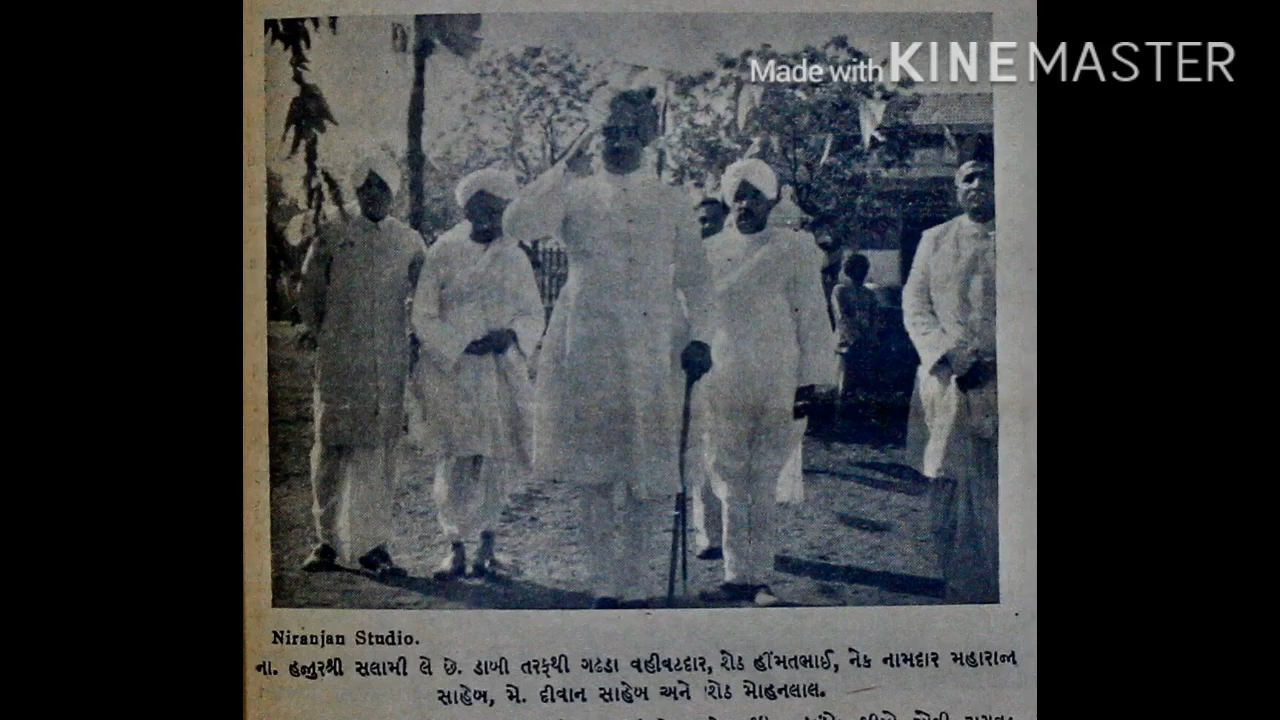 Made with KINEMASTER
Niranjan Studio.
ના. હજુરશ્રી સલામી લે છે. ડાબી તરફથી ગઢડા વહીવટદાર, શેઠ હીંમતભાઈ, નેક નામદાર મહારાજા
સાહેબ, મે. દીવાન સાહેબ અને શેઠ મોહનલાલ.